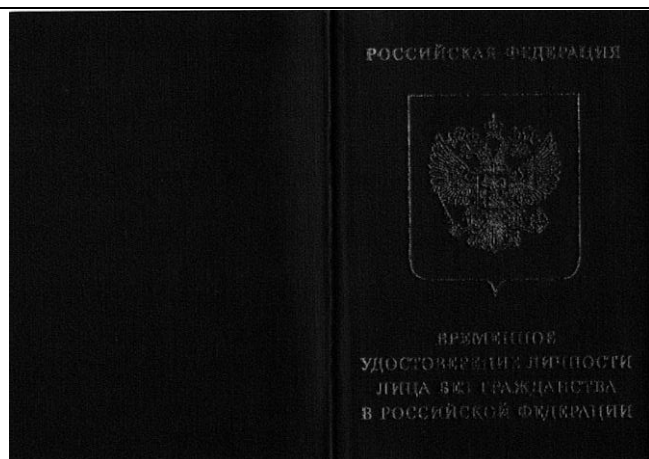 РОССИЙСКАЯ ФЕДЕРАЦИЯ
ВРЕМЕННОЕ
УДОСТОВЕРЕНИЕ ЛИЧНОСТИ
ЛИЦА БЕЗ ГРАЖДАНСТВА
В РОССИЙСКОЙ ФЕДЕРАЦИИ